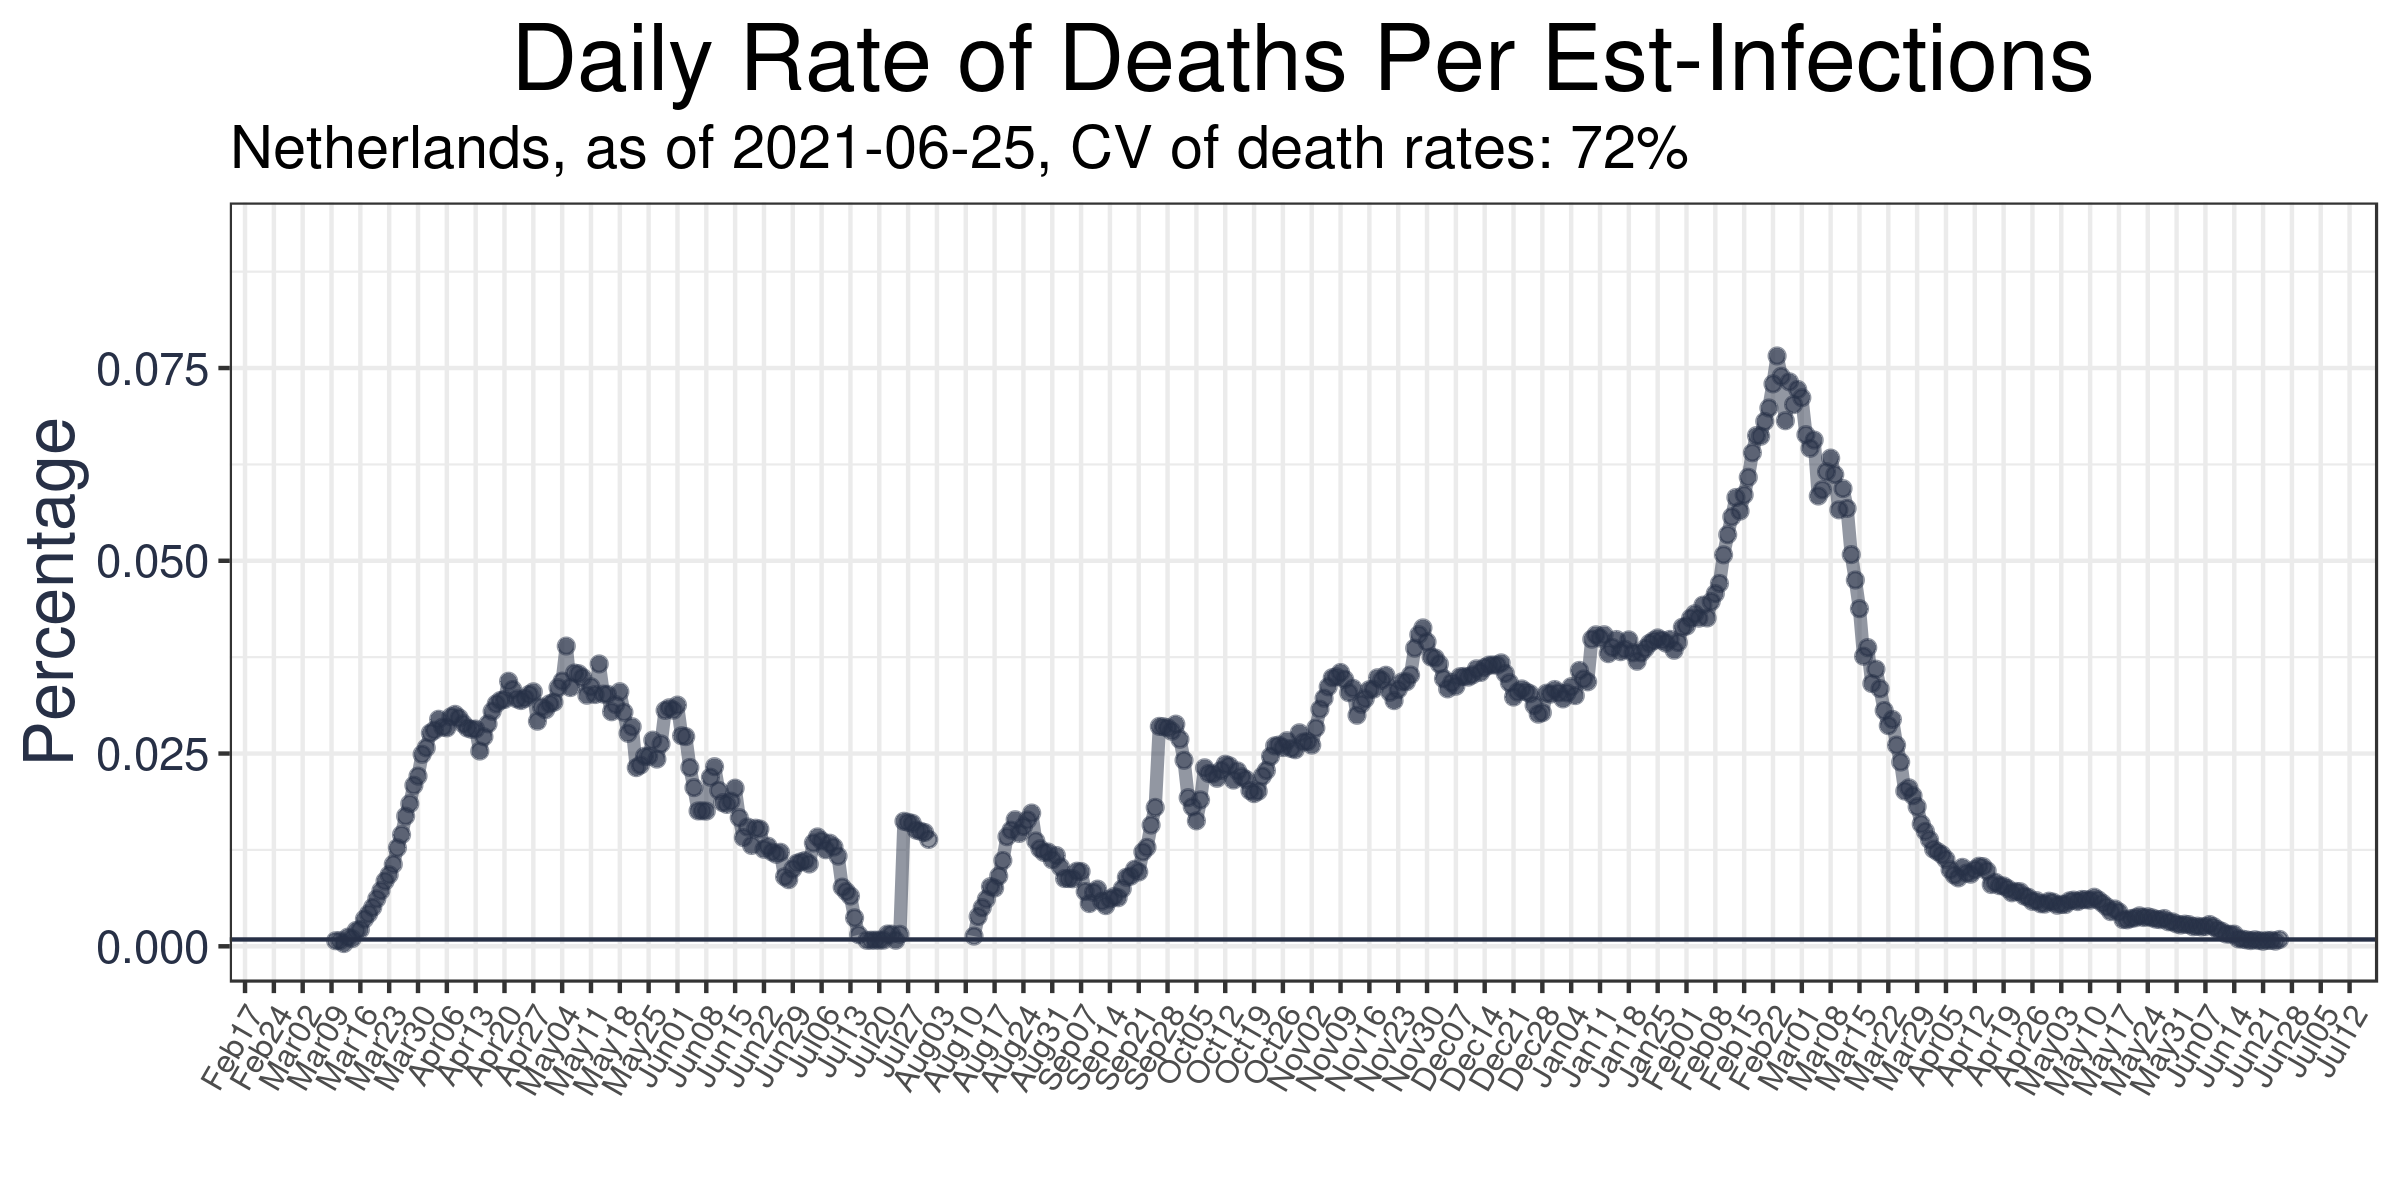 Daily Rate of Deaths Per Est-Infections
Netherlands, as of 2021-06-25, CV of death rates: 72%
Percentage
0.075
0.050
0.025
0.000
Feb17
Feb24
Mar02
Mar09
Mar16
Mar23
Mar30
Apr06
Apr13
Apr20
Apr27
May04
May11
May18
May25
Jun01
Jun08
Jun15
Jun22
Jun29
Jul06
Jul13
Jul20
Jul27
Aug03
Aug10
Aug17
Aug24
Aug31
Sep07
Sep14
Sep21
Sep28
Oct05
Oct12
Oct19
Oct26
Nov02
Nov09
Nov16
Nov23
Nov30
Dec07
Dec14
Dec21
Dec28
Jan04
Jan11
Jan18
Jan25
Feb01
Feb08
Feb15
Feb22
Mar01
Mar08
Mar15
Mar22
Mar29
Apr05
Apr12
Apr19
Apr26
May03
May10
May17
May24
May31
Jun07
Jun14
Jun21
Jun28
Jul05
Jul12